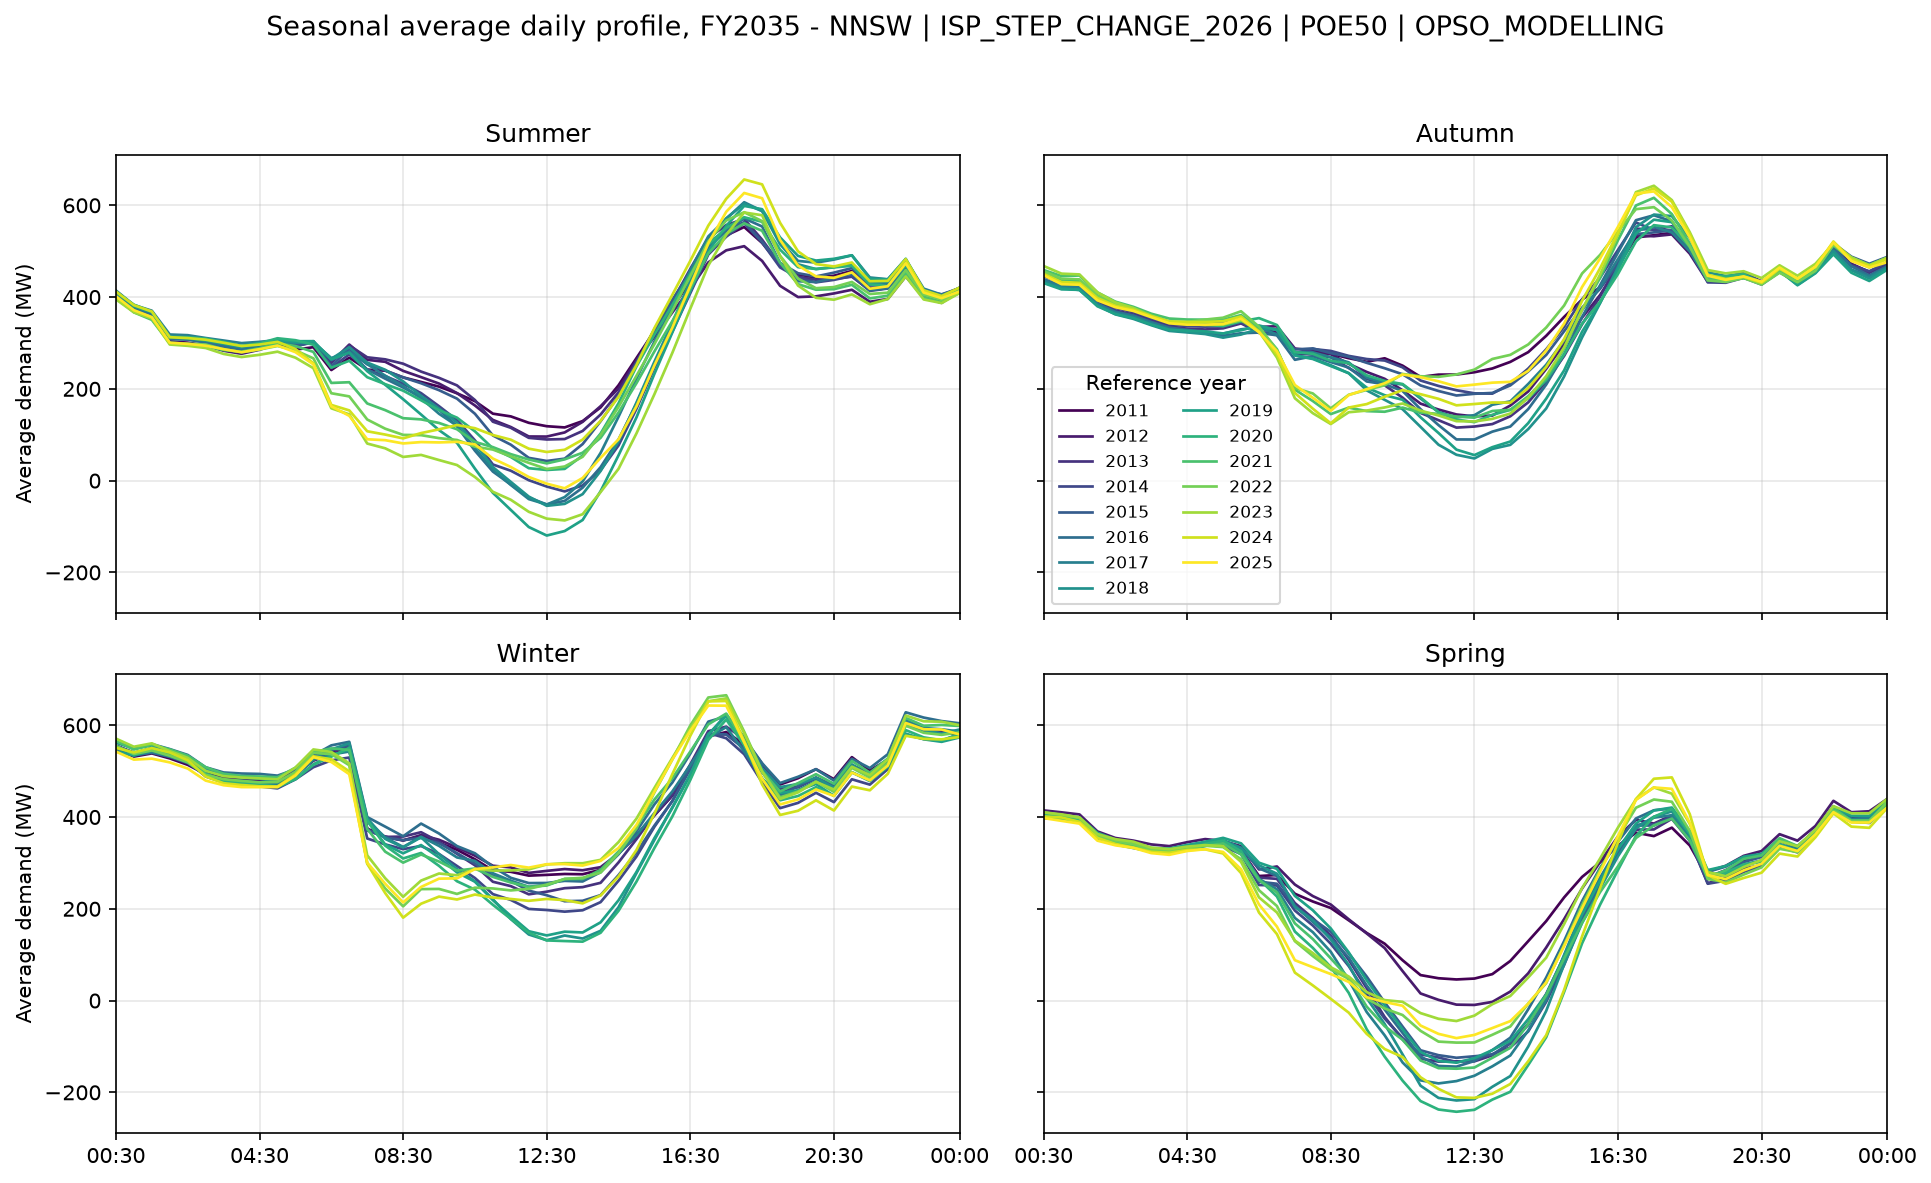 Seasonal average daily profile, FY2035 - NNSW | ISP_STEP_CHANGE_2026 | POE50 | OPSO_MODELLING
Summer
Average demand (MW)
600
400
200
0
−200
Autumn
Reference year
2011
2012
2013
2014
2015
2016
2017
2018
2019
2020
2021
2022
2023
2024
2025
Winter
Average demand (MW)
600
400
200
0
−200
00:30 04:30 08:30 12:30 16:30 20:30 00:00
Spring
00:30 04:30 08:30 12:30 16:30 20:30 00:00